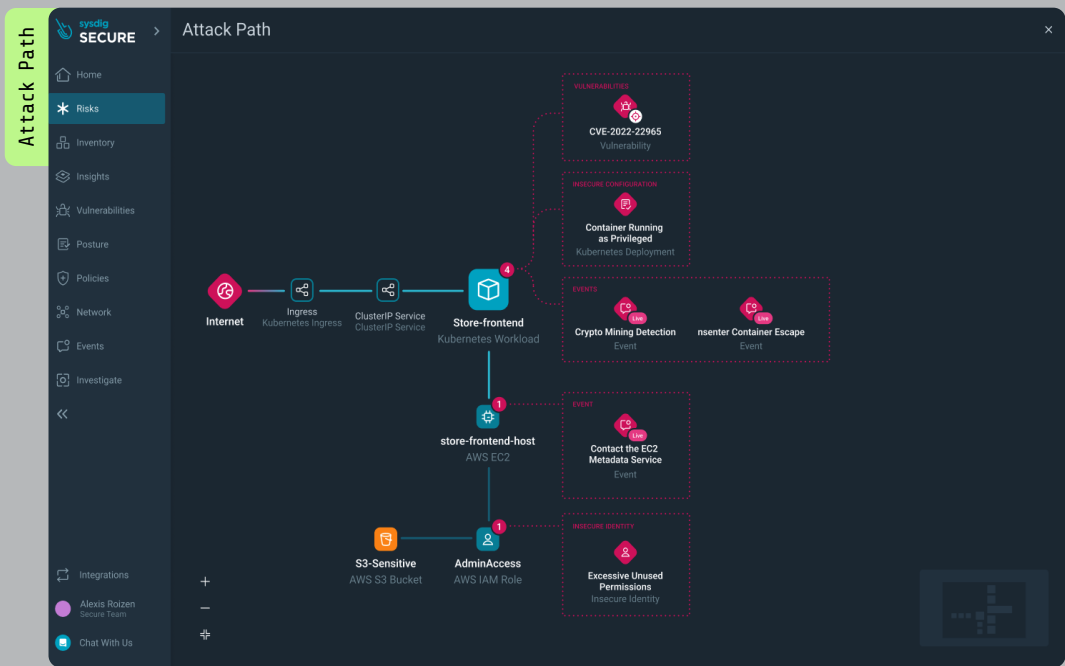 Attack Path
sysdig
SECURE
Attack Path
Home
Risks
Inventory
Insights
Vulnerabilities
Posture
Policies
Network
Events
Investigate
Integrations
Alexis Roizen
Secure Team
Chat With Us
VULNERABILITIES
CVE-2022-22965
Vulnerability
INSECURE CONFIGURATION
Container Running
as Privileged
Kubernetes Deployment
Internet
Ingress
Kubernetes Ingress
ClusterIP Service
ClusterIP Service
4
Store-frontend
Kubernetes Workload
EVENTS
Live
Crypto Mining Detection
Event
Live
nsenter Container Escape
Event
1
store-frontend-host
AWS EC2
EVENT
Live
Contact the EC2
Metadata Service
Event
S3-Sensitive
AWS S3 Bucket
1
AdminAccess
AWS IAM Role
INSECURE IDENTITY
Excessive Unused
Permissions
Insecure Identity